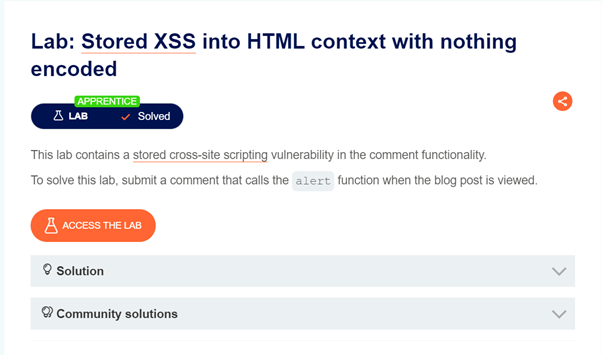 Lab: Stored XSS into HTML context with nothing
encoded
APPRENTICE
LAB Solved
This lab contains a stored cross-site scripting vulnerability in the comment functionality.
To solve this lab, submit a comment that calls the alert function when the blog post is viewed.
ACCESS THE LAB
Solution
Community solutions